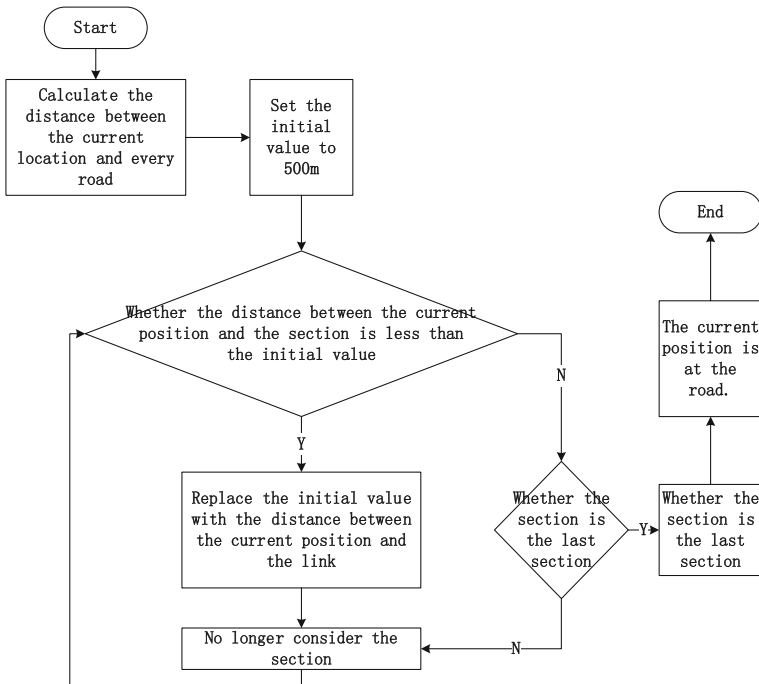 Start
Calculate the
distance between
the current
location and every
road
Set the
initial
value to
500m
End
Whether the distance between the current
position and the section is less than
the initial value
The current
position is
at the
road.
N
Y
Replace the initial value
with the distance between
the current position and
the link
Whether the
section is
the last
section
Y
Whether the
section is
the last
section
No longer consider the
section
N